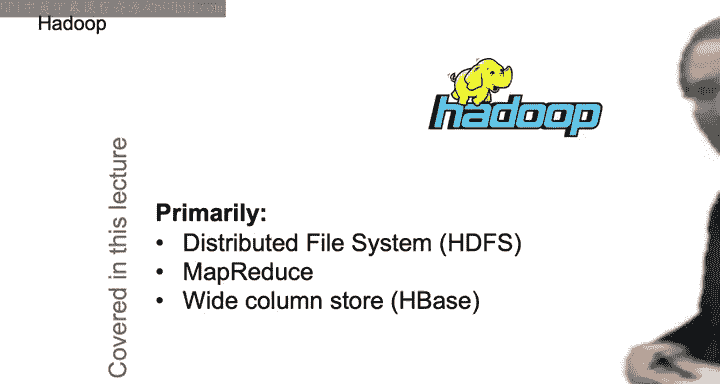 Hadoop
hadoop
Covered in this lecture
Primarily:
• Distributed File System (HDFS)
• MapReduce
• Wide column store (HBase)